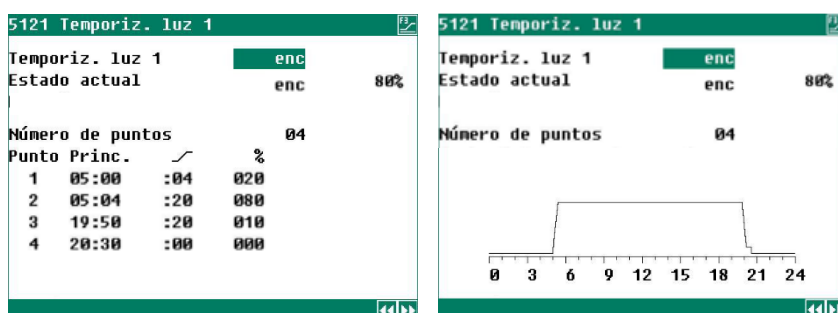 5121 Temporiz. luz 1 F3
Temporiz. luz 1 enc
Estado actual enc 80%
Número de puntos 04
Punto Princ. %
1 05:00 :04 020
2 05:04 :20 080
3 19:50 :20 010
4 20:30 :00 000
5121 Temporiz. luz 1
Temporiz. luz 1 enc
Estado actual enc 80%
Número de puntos 04
0 3 6 9 12 15 18 21 24